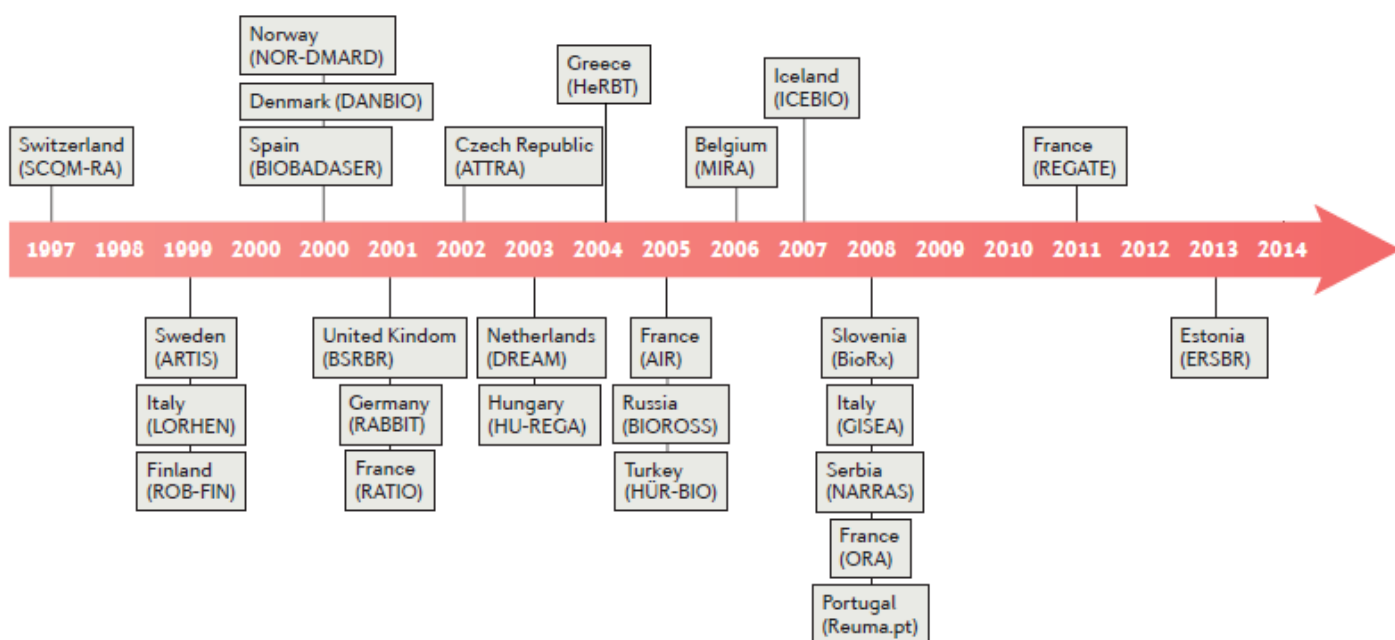 Norway
(NOR-DMARD)
Denmark (DANBIO)
Spain
(BIOBADASER)
Switzerland
(SCQM-RA)
Czech Republic
(ATTRA)
Greece
(HeRBT)
Belgium
(MIRA)
Iceland
(ICEBIO)
France
(REGATE)
1997 1998 1999 2000 2000 2001 2002 2003 2004 2005 2006 2007 2008 2009 2010 2011 2012 2013 2014
Sweden
(ARTIS)
Italy
(LORHEN)
Finland
(ROB-FIN)
United Kindom
(BSRBR)
Germany
(RABBIT)
France
(RATIO)
Netherlands
(DREAM)
Hungary
(HU-REGA)
France
(AIR)
Russia
(BIOROSS)
Turkey
(HÜR-BIO)
Slovenia
(BioRx)
Italy
(GISEA)
Serbia
(NARRAS)
France
(ORA)
Portugal
(Reuma.pt)
Estonia
(ERSBR)